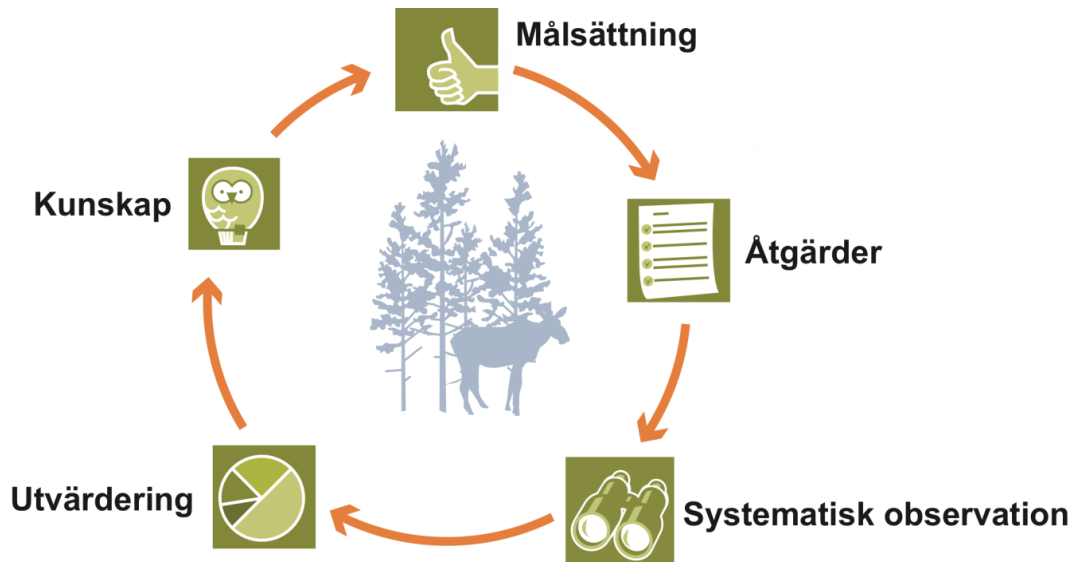 Målsättning
Åtgärder
Systematisk observation
Utvärdering
Kunskap